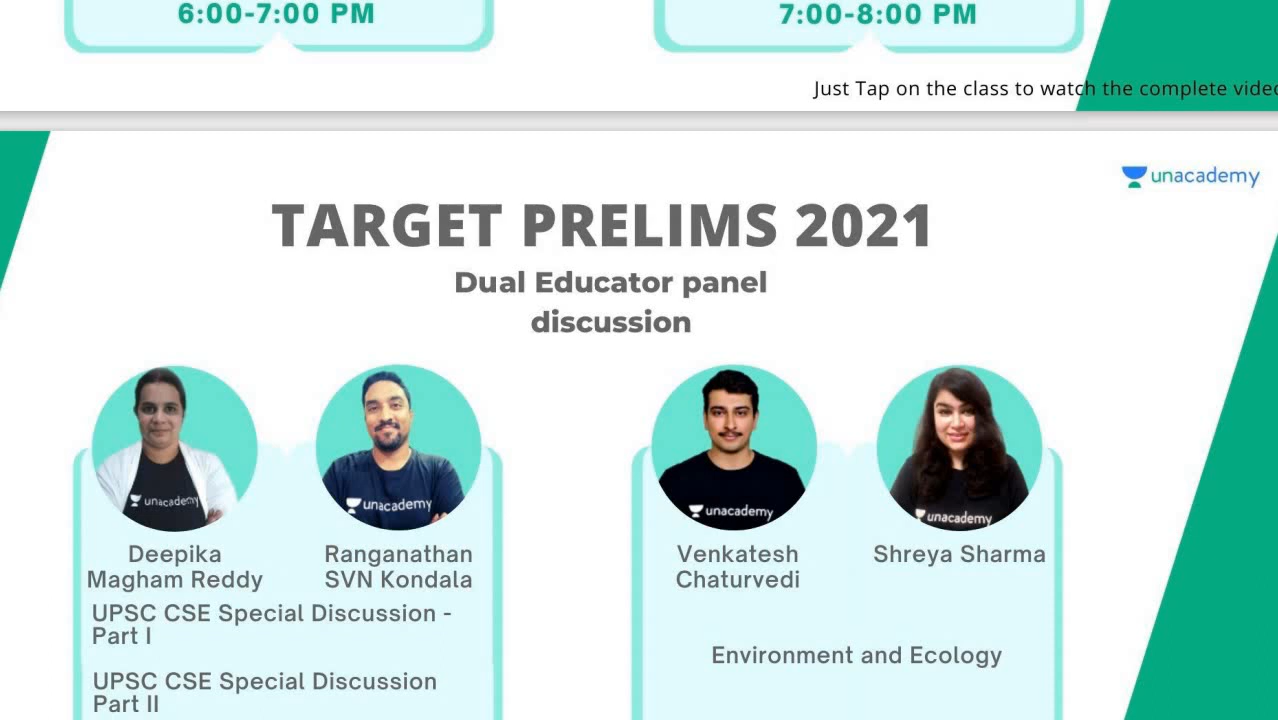 6:00-7:00 PM
7:00-8:00 PM
Just Tap on the class to watch the complete video
unacademy
TARGET PRELIMS 2021
Dual Educator panel
discussion
unacademy
unacademy
unacademy
unacademy
Deepika
Magham Reddy
Ranganathan
SVN Kondala
Venkatesh
Chaturvedi
Shreya Sharma
UPSC CSE Special Discussion -
Part I
UPSC CSE Special Discussion
Part II
Environment and Ecology